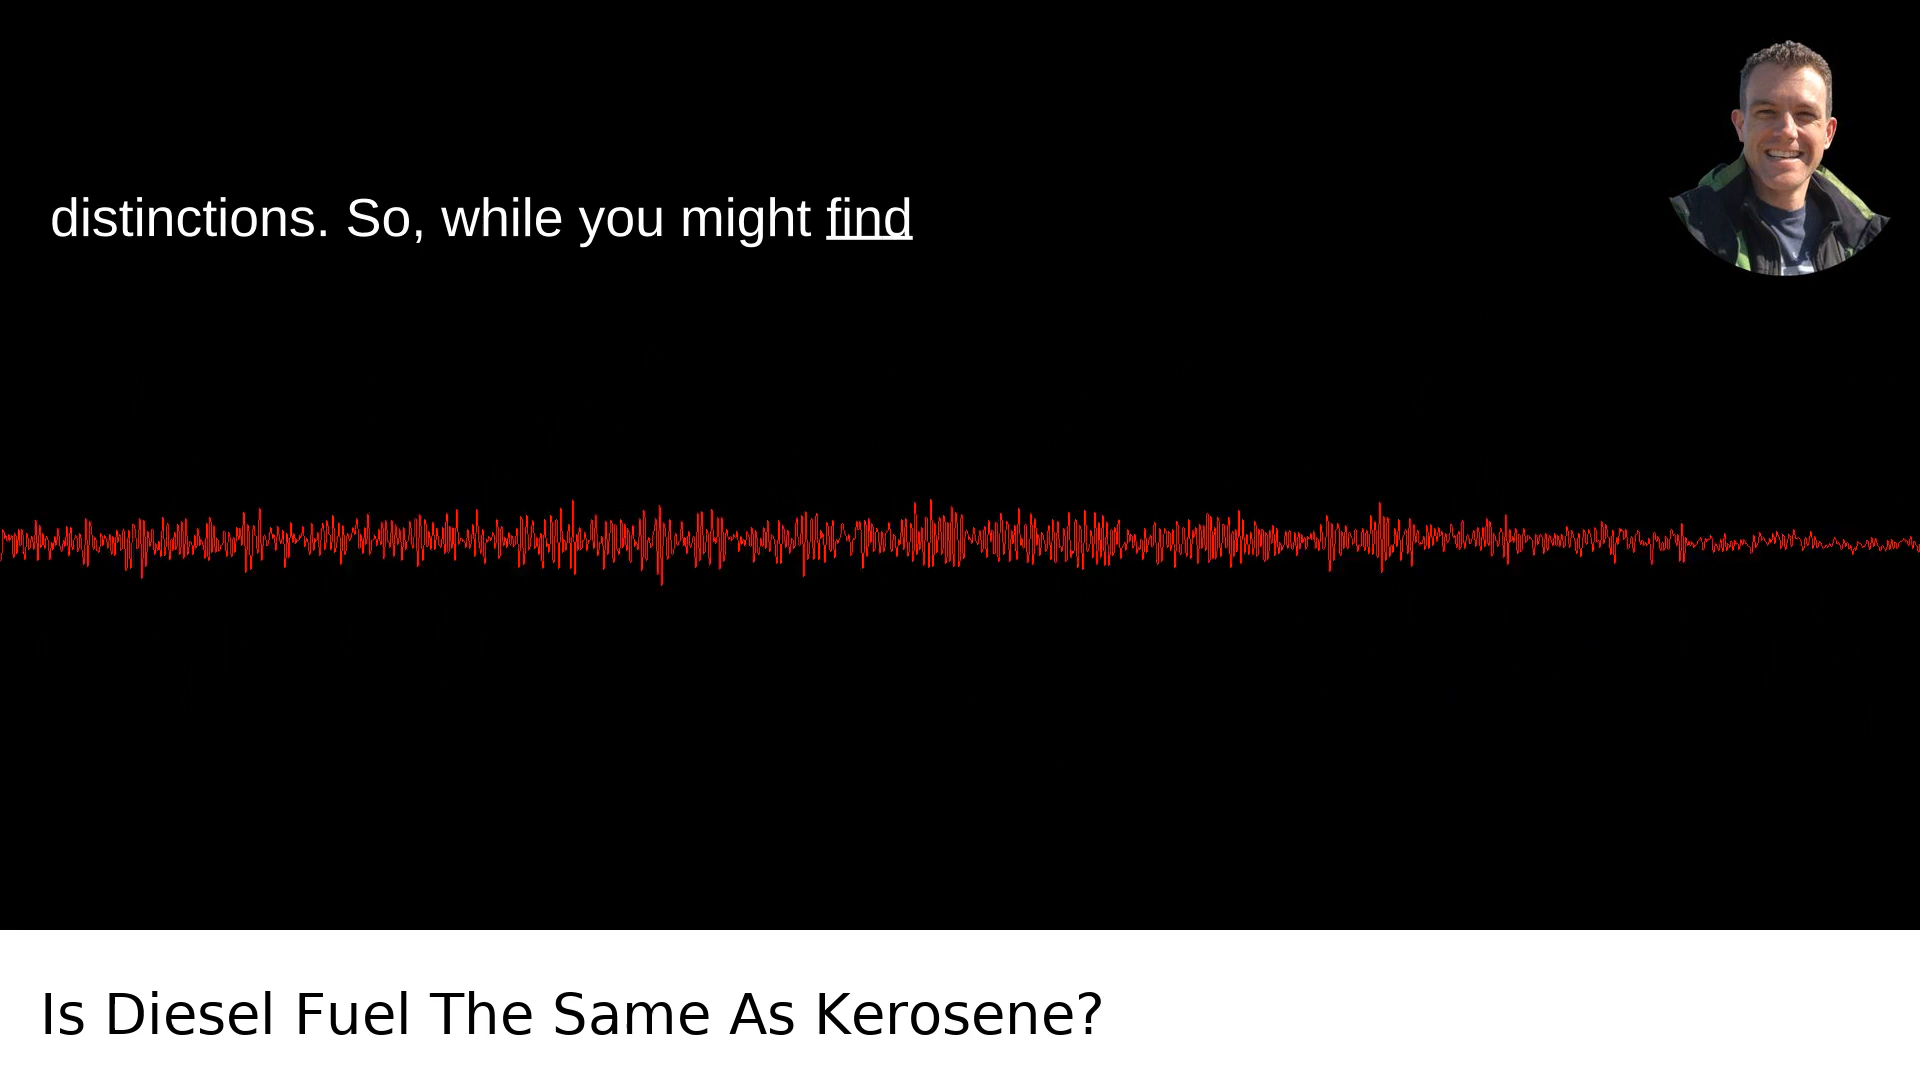 distinctions. So, while you might find
Is Diesel Fuel The Same As Kerosene?